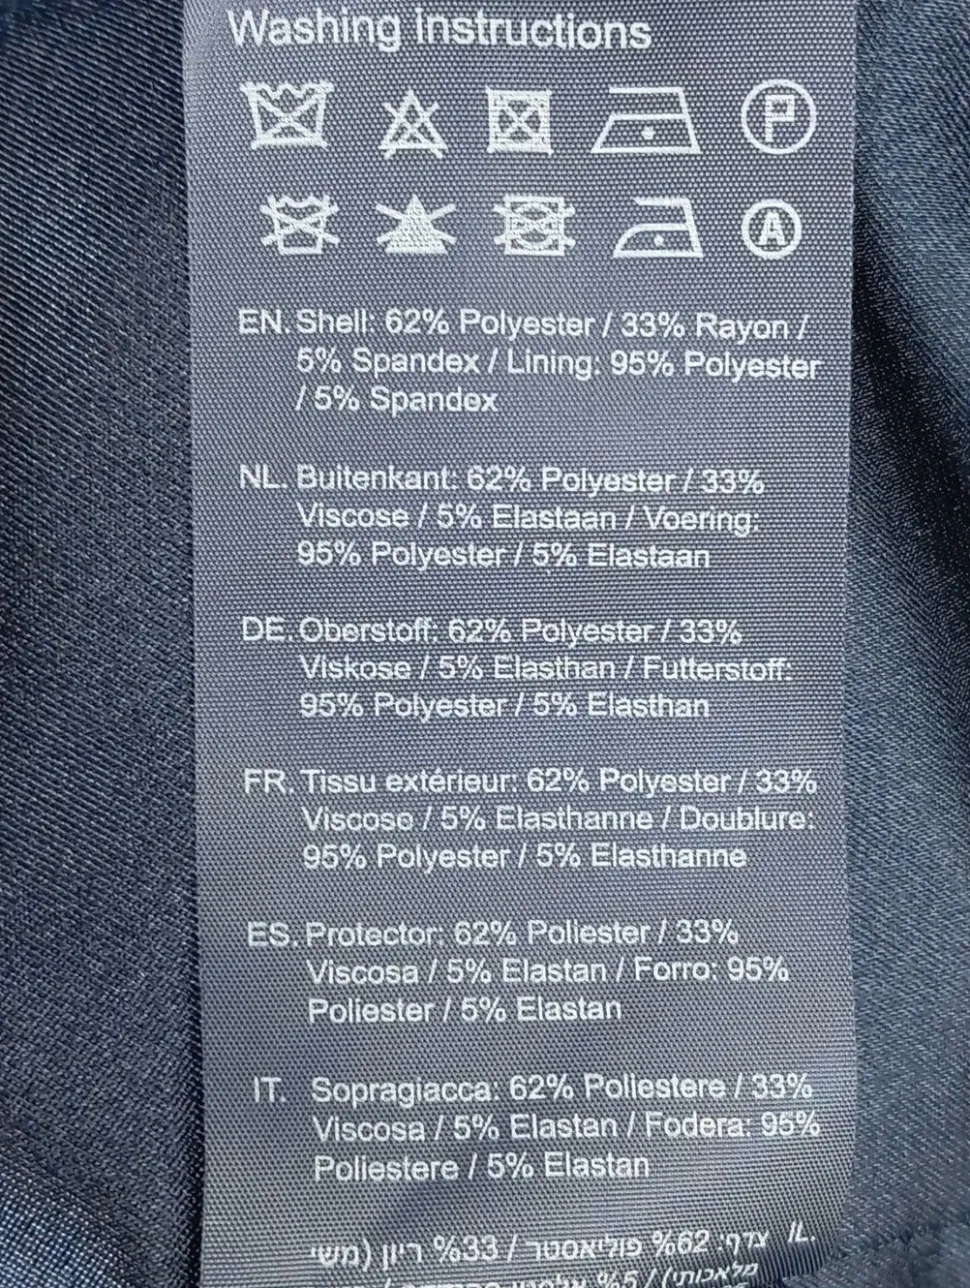 Washing Instructions
P
A
EN. Shell: 62% Polyester / 33% Rayon /
5% Spandex / Lining: 95% Polyester
/ 5% Spandex
NL. Buitenkant: 62% Polyester / 33%
Viscose / 5% Elastaan / Voering:
95% Polyester / 5% Elastaan
DE. Oberstoff: 62% Polyester / 33%
Viskose / 5% Elasthan / Futterstoff:
95% Polyester / 5% Elasthan
FR. Tissu extérieur: 62% Polyester / 33%
Viscose / 5% Elasthanne / Doublure:
95% Polyester / 5% Elasthanne
ES. Protector: 62% Poliester / 33%
Viscosa / 5% Elastan / Forro: 95%
Poliester / 5% Elastan
IT. Sopragiacca: 62% Poliestere / 33%
Viscosa / 5% Elastan / Fodera: 95%
Poliestere / 5% Elastan
IL. צדף: 62% פוליאסטר / 33% ריון (משי
מלאכותי) / 5%